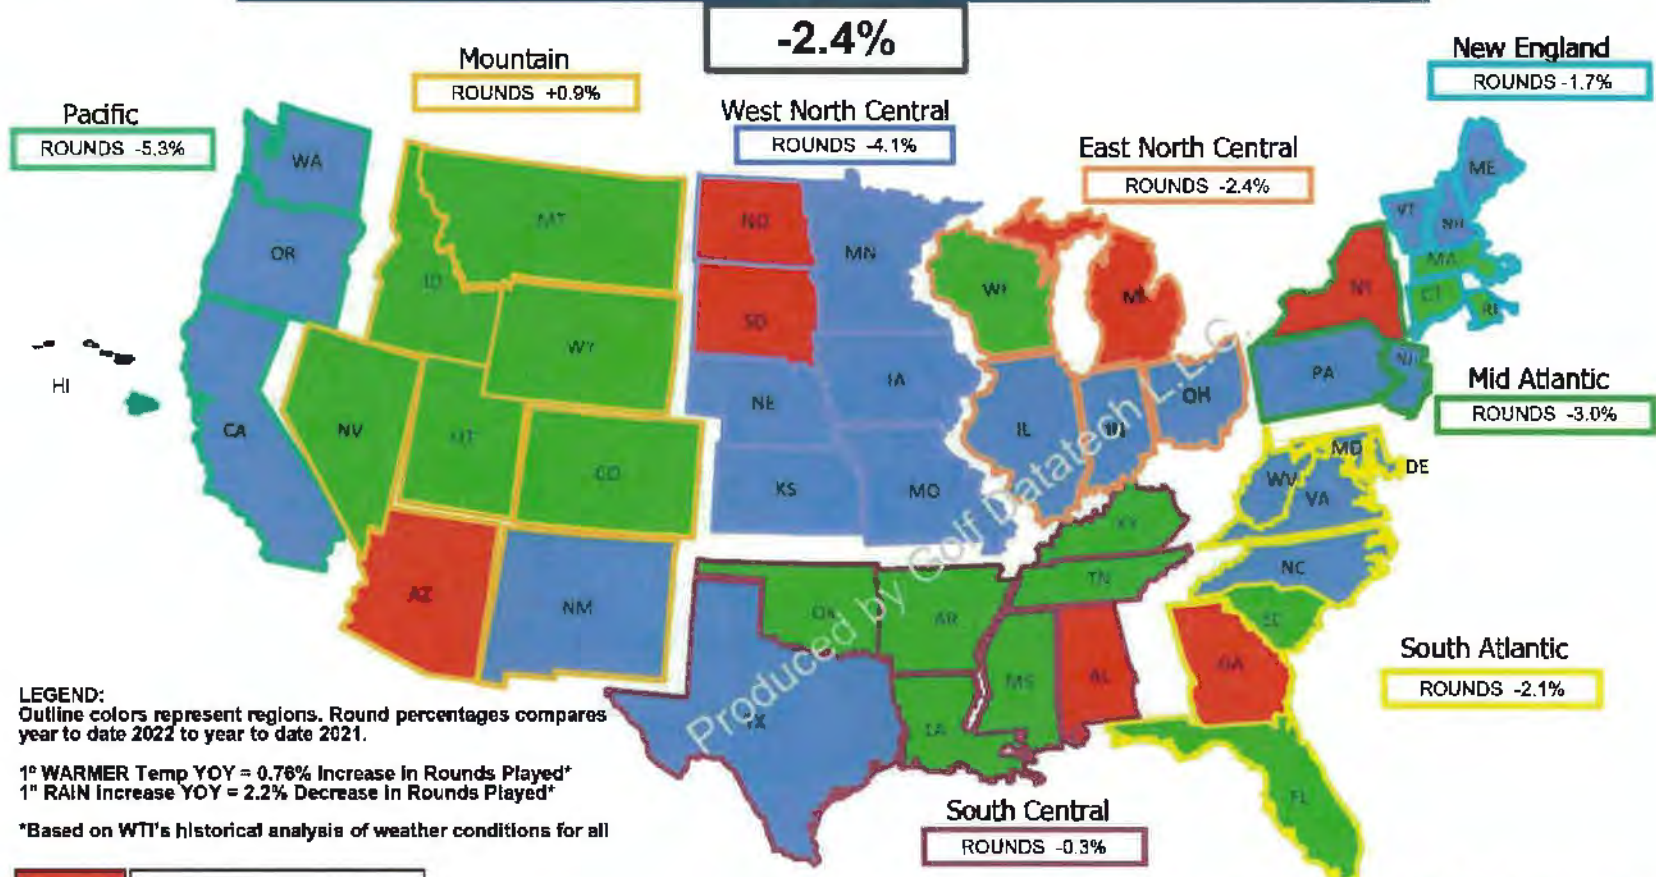 -2.4%
Mountain
ROUNDS +0.9%
New England
ROUNDS -1.7%
Pacific
ROUNDS -5.3%
West North Central
ROUNDS -4.1%
East North Central
ROUNDS -2.4%
WA
OR
CA
HI
MT
ID
WY
NV
UT
CO
AZ
NM
ND
SD
MN
NE
IA
KS
MO
WI
MI
IL
IN
OH
ME
VT
NH
MA
CT
RI
NY
PA
NJ
Mid Atlantic
ROUNDS -3.0%
MD
DE
WV
VA
NC
SC
GA
FL
KY
TN
OK
AR
MS
AL
LA
TX
South Atlantic
ROUNDS -2.1%
South Central
ROUNDS -0.3%
Produced by Golf Datatech L.L.C.
LEGEND:
Outline colors represent regions. Round percentages compares
year to date 2022 to year to date 2021.
1º WARMER Temp YOY = 0.76% Increase in Rounds Played*
1" RAIN increase YOY = 2.2% Decrease in Rounds Played*
*Based on WTI's historical analysis of weather conditions for all